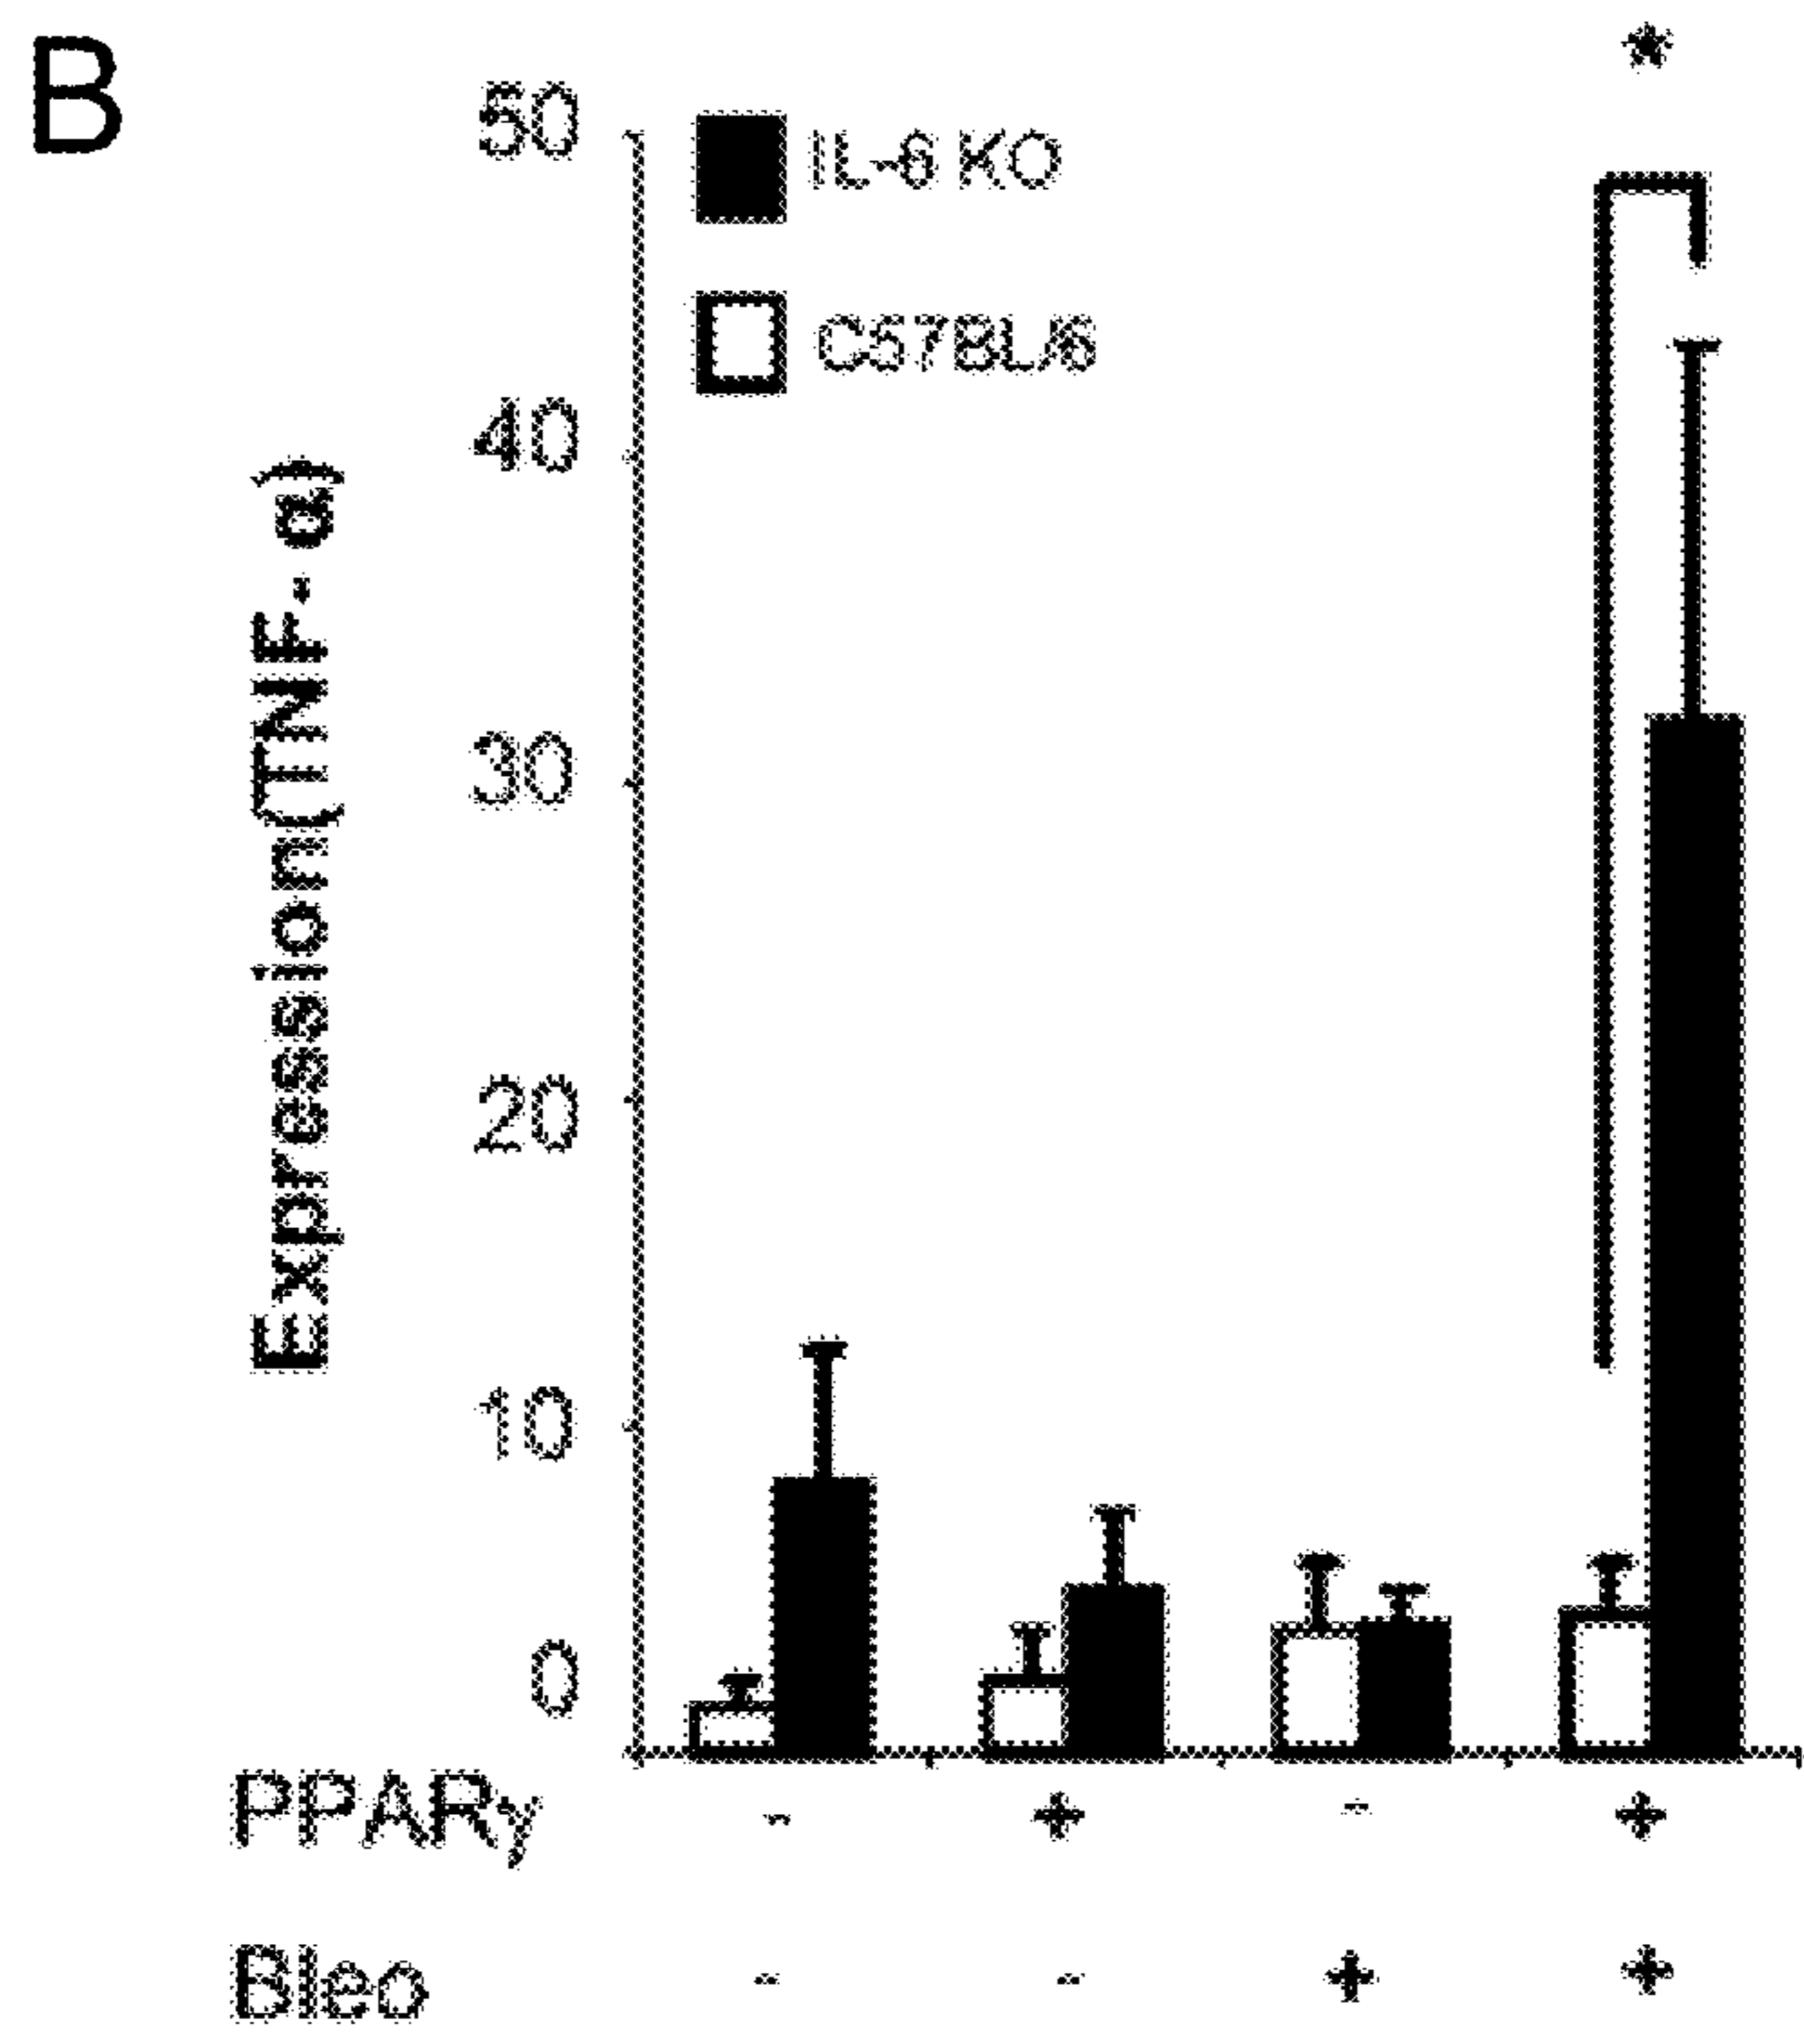 B
*
50
IL-6 KO
C57BL/6
40
30
20
10
0
Expression(TNF-α)
PPARγ - + - +
Bleo - - + +